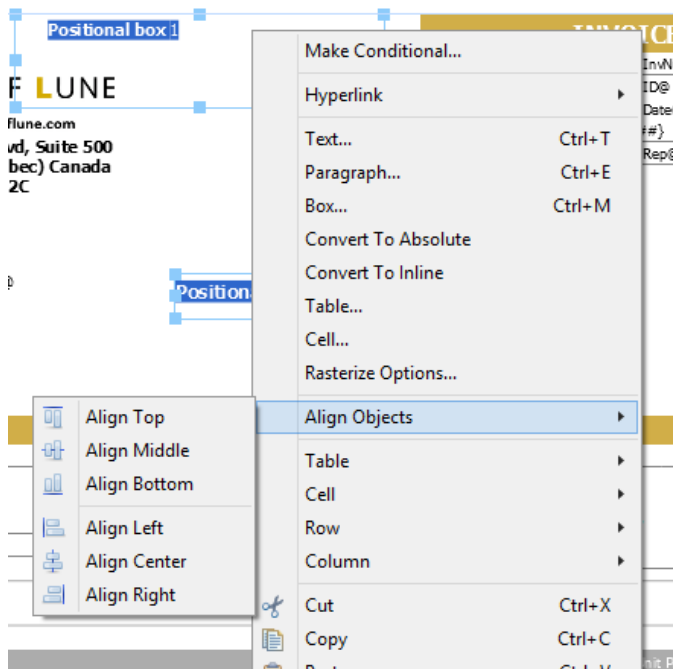 Positional box 1
INVOICE
Make Conditional...
InvN
Hyperlink
ID@
F LUNE
Date
flune.com
Text... Ctrl+T
##}
vd, Suite 500
Rep@
bec) Canada
Paragraph... Ctrl+E
2C
Box... Ctrl+M
Convert To Absolute
Convert To Inline
@
Position
Table...
Cell...
Rasterize Options...
Align Objects
Align Top
Align Middle
Align Bottom
Align Left
Align Center
Align Right
Table
Cell
Row
Column
Cut Ctrl+X
Copy Ctrl+C
nit P